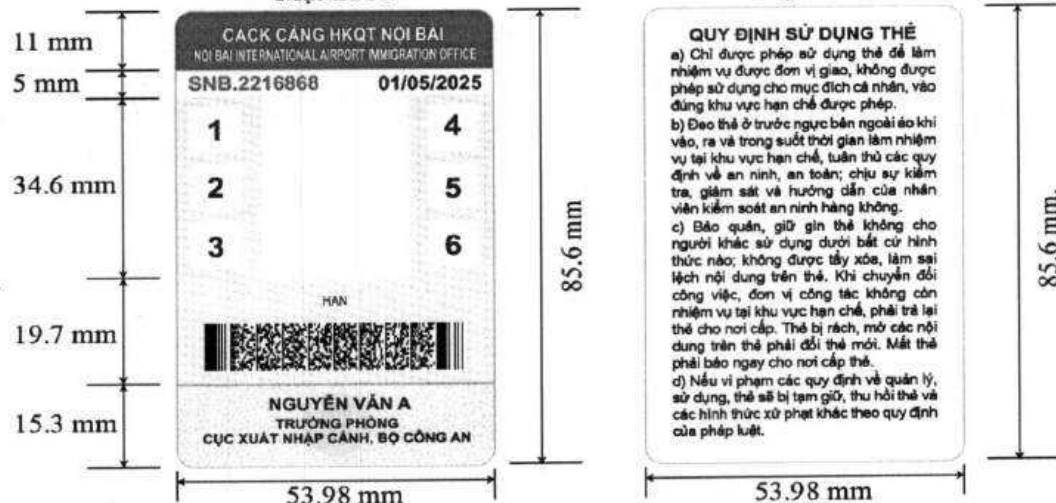 11 mm
5 mm
34.6 mm
19.7 mm
15.3 mm
CACK CẢNG HKQT NỘI BÀI
NOI BAI INTERNATIONAL AIRPORT IMMIGRATION OFFICE
SNB.2216868 01/05/2025
1 4
2 5
3 6
HAN
NGUYỄN VĂN A
TRƯỞNG PHÒNG
CỤC XUẤT NHẬP CẢNH, BỘ CÔNG AN
53.98 mm
85.6 mm
QUY ĐỊNH SỬ DỤNG THẺ
a) Chỉ được phép sử dụng thẻ để làm
nhiệm vụ được đơn vị giao, không được
phép sử dụng cho mục đích cá nhân, vào
đúng khu vực hạn chế được phép.
b) Đeo thẻ ở trước ngực bên ngoài áo khi
vào, ra và trong suốt thời gian làm nhiệm
vụ tại khu vực hạn chế, tuân thủ các quy
định về an ninh, an toàn; chịu sự kiểm
tra, giám sát và hướng dẫn của nhân
viên kiểm soát an ninh hàng không.
c) Bảo quản, giữ gìn thẻ không cho
người khác sử dụng dưới bất cứ hình
thức nào; không được tẩy xóa, làm sai
lệch nội dung trên thẻ. Khi chuyển đổi
công việc, đơn vị công tác không còn
nhiệm vụ tại khu vực hạn chế, phải trả lại
thẻ cho nơi cấp. Thẻ bị rách, mờ các nội
dung trên thẻ phải đổi thẻ mới. Mất thẻ
phải báo ngay cho nơi cấp thẻ.
d) Nếu vi phạm các quy định về quản lý,
sử dụng, thẻ sẽ bị tạm giữ, thu hồi thẻ và
các hình thức xử phạt khác theo quy định
của pháp luật.
53.98 mm
85.6 mm